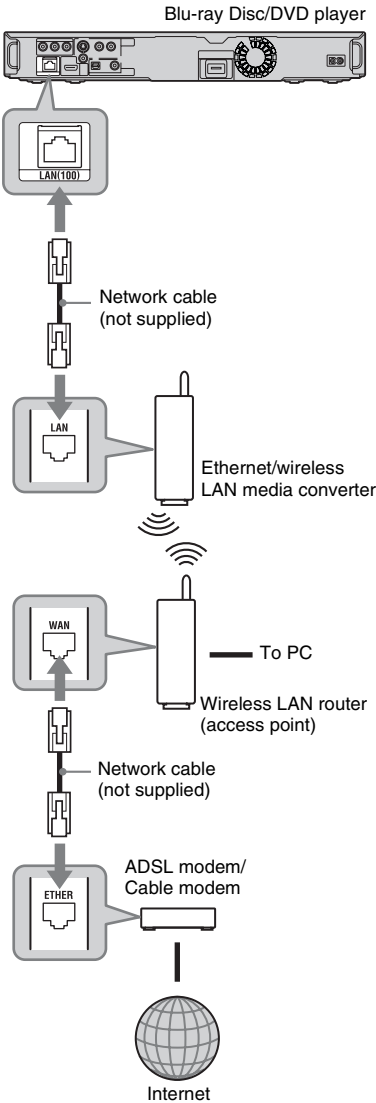 Blu-ray Disc/DVD player
LAN(100)
Network cable
(not supplied)
LAN
Ethernet/wireless
LAN media converter
WAN
To PC
Wireless LAN router
(access point)
Network cable
(not supplied)
ADSL modem/
Cable modem
ETHER
Internet